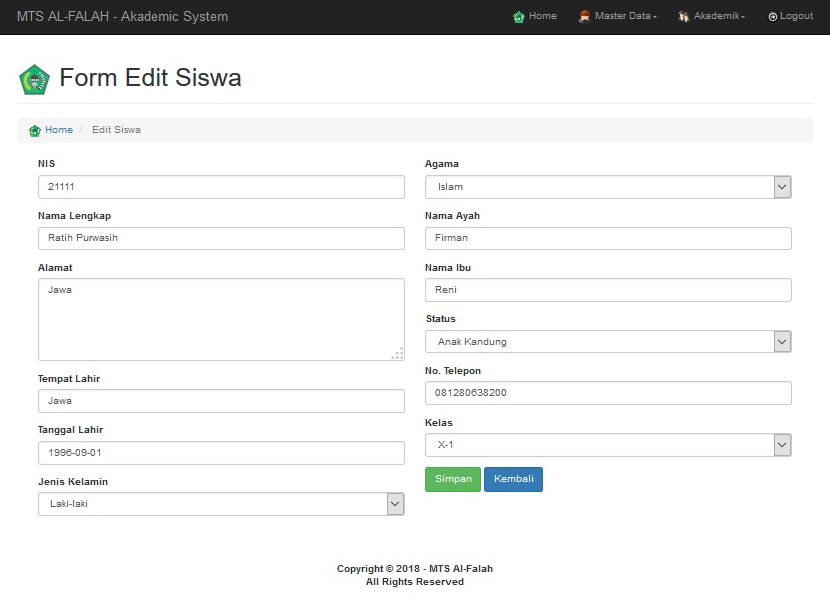 MTS AL-FALAH - Akademic System
Home
Master Data
Akademik
Logout
Form Edit Siswa
Home / Edit Siswa
NIS
21111
Nama Lengkap
Ratih Purwasih
Alamat
Jawa
Tempat Lahir
Jawa
Tanggal Lahir
1996-09-01
Jenis Kelamin
Laki-laki
Agama
Islam
Nama Ayah
Firman
Nama Ibu
Reni
Status
Anak Kandung
No. Telepon
081280638200
Kelas
X-1
Simpan
Kembali
Copyright © 2018 - MTS Al-Falah
All Rights Reserved